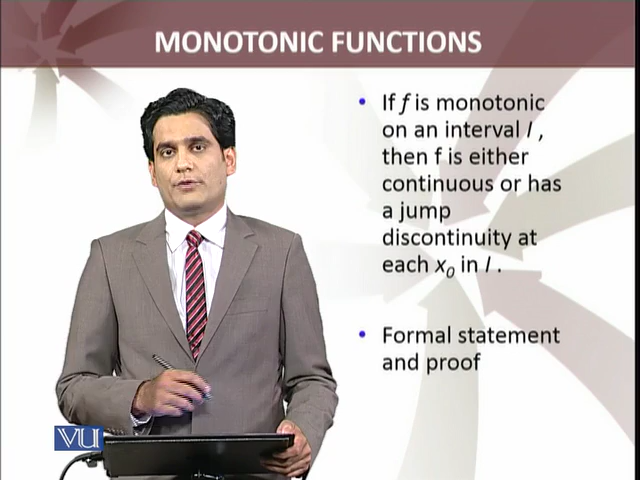 MONOTONIC FUNCTIONS
• If f is monotonic
on an interval I ,
then f is either
continuous or has
a jump
discontinuity at
each x₀ in I .
• Formal statement
and proof
VU